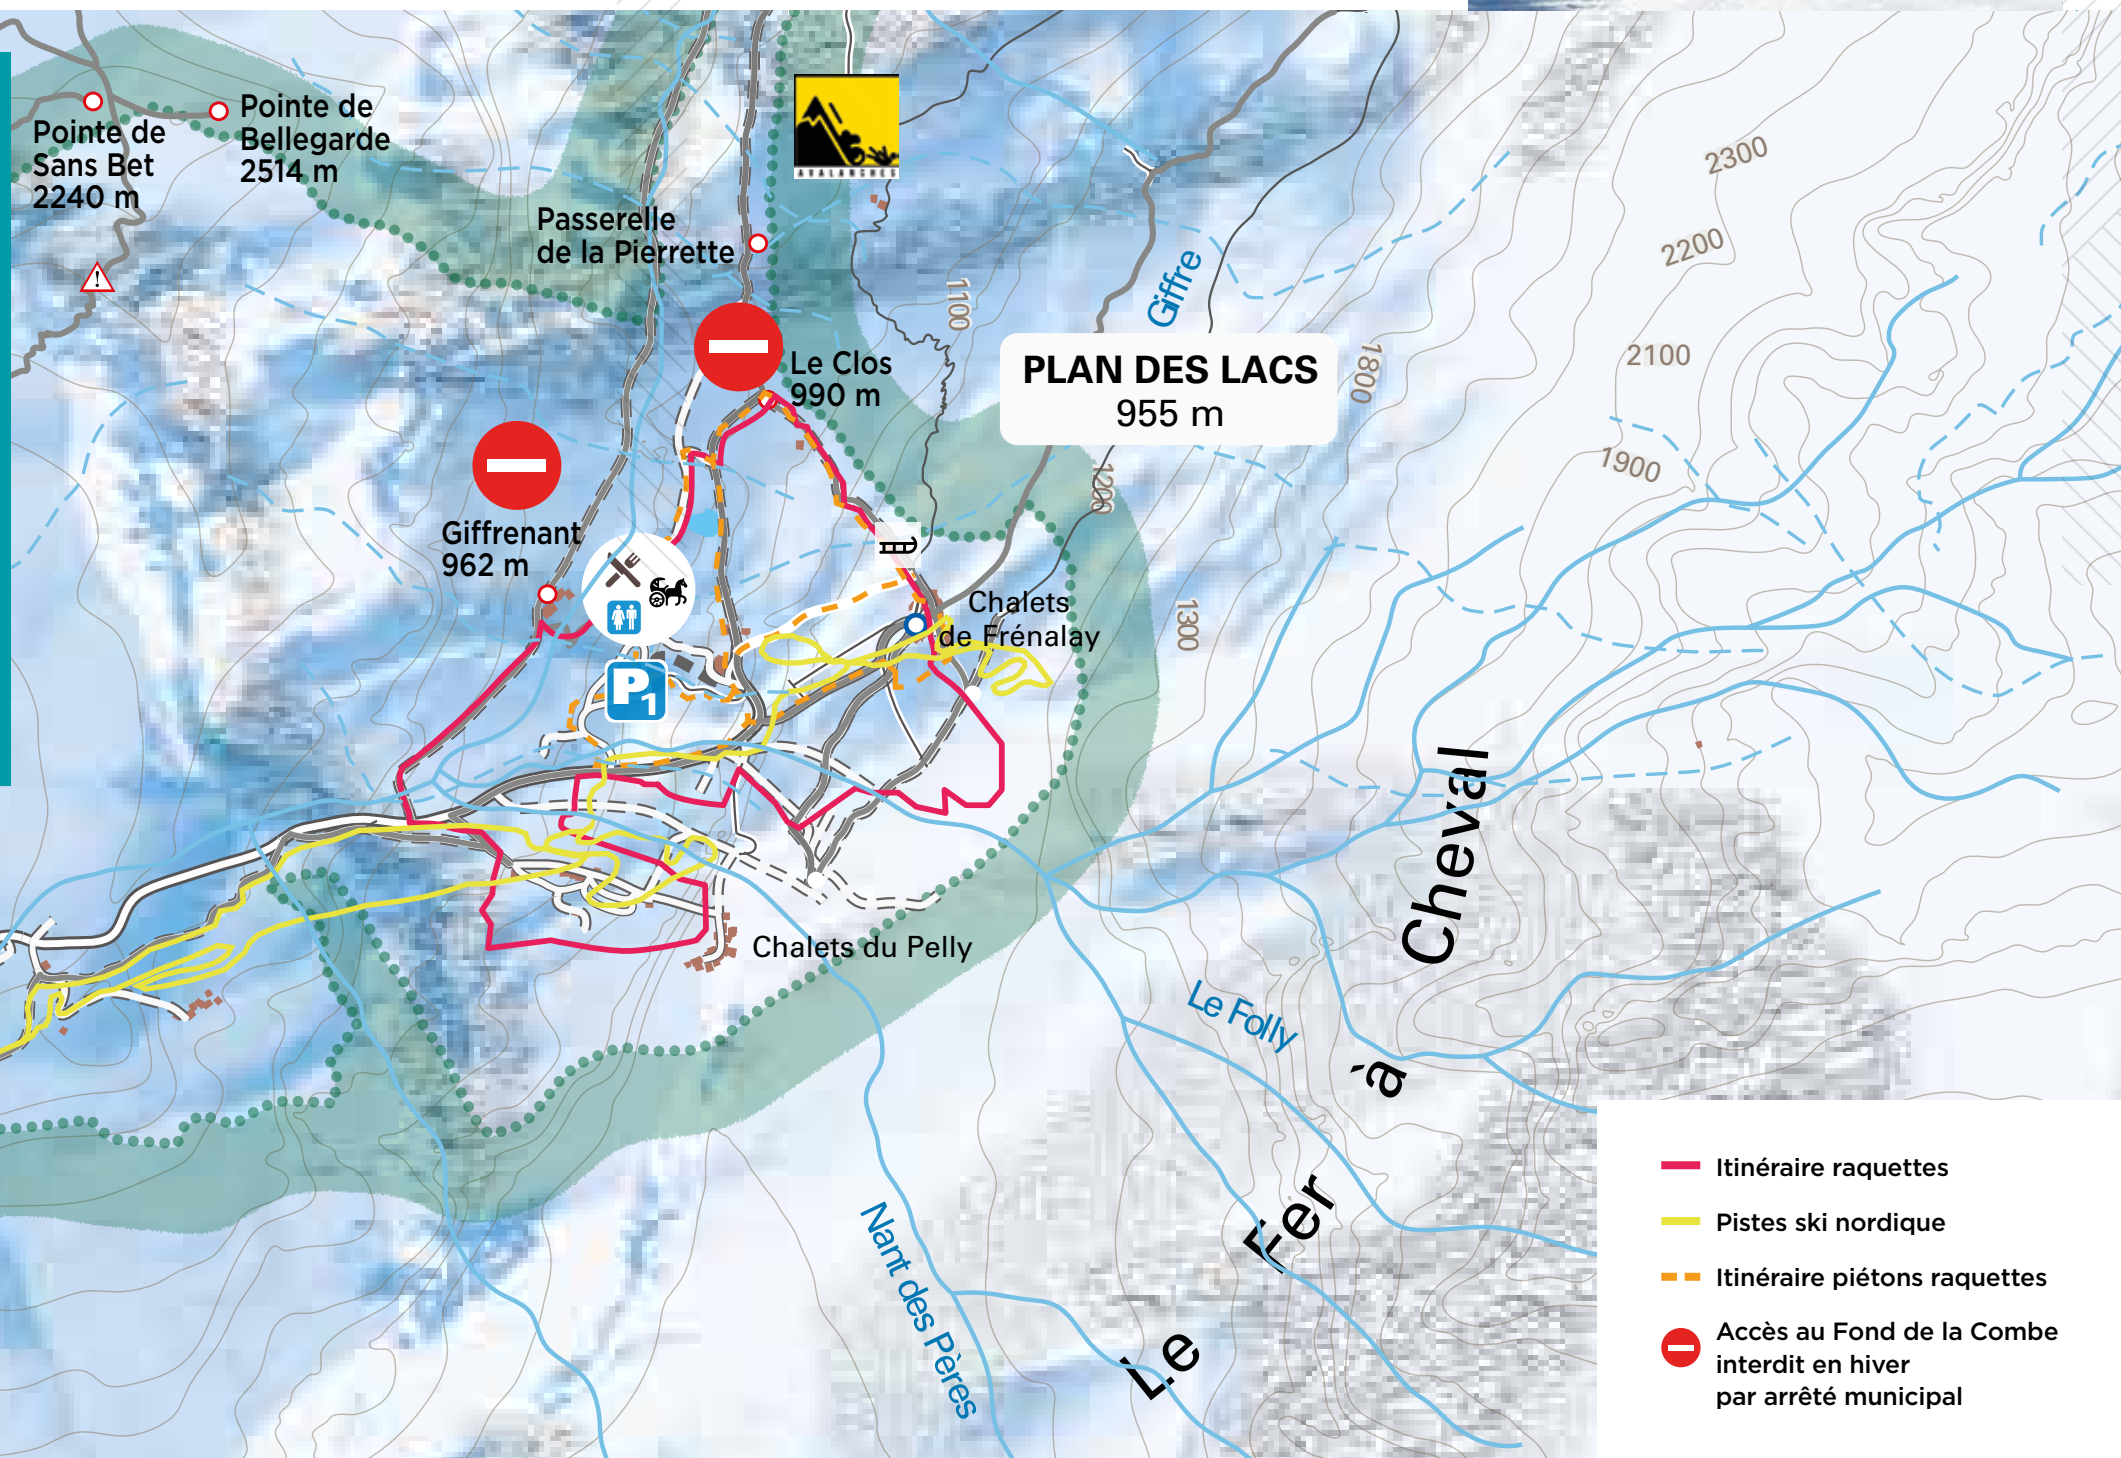 Pointe de
Sans Bet
2240 m
Pointe de
Bellegarde
2514 m
AVALANCHES
Passerelle
de la Pierrette
Le Clos
990 m
Giffre
PLAN DES LACS
955 m
Giffrenant
962 m
P1
Chalets
de Frénalay
Chalets du Pelly
1100
1200
1300
1800
1900
2100
2200
2300
Le Folly
Nant des Pères
Le Fer à Cheval
!
Itinéraire raquettes
Pistes ski nordique
Itinéraire piétons raquettes
Accès au Fond de la Combe
interdit en hiver
par arrêté municipal